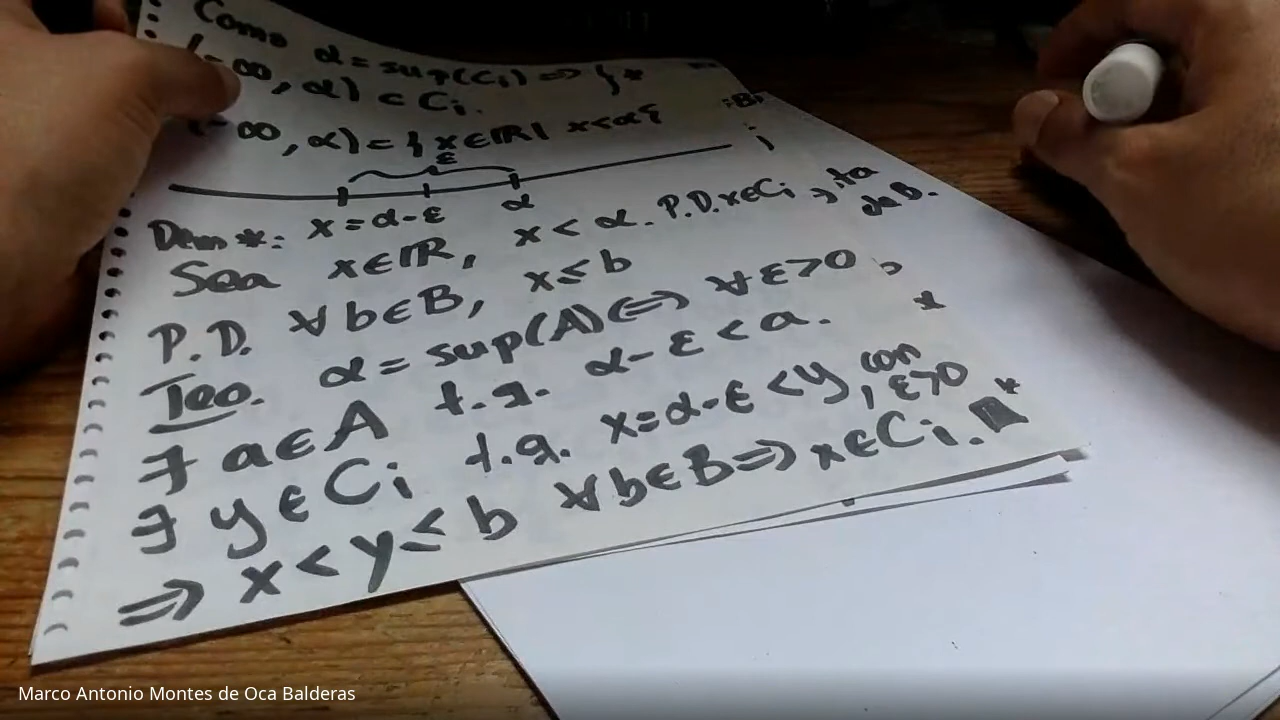 Como α = sup(Ci) ⇒ { *
(-∞, α) ⊂ Ci.
(-∞, α) = { x∈ℝ | x<α}
ε
x = α-ε α
Dem *:
Sea x∈ℝ, x < α. P.D. x∈Ci,
P.D. ∀b∈B, x≤b
Teo. α = sup(A) ⇔ ∀ε>0,
∃ a∈A t.q. α-ε < a. *
∃ y∈Ci t.q. x=α-ε<y, con ε>0
⇒ x<y≤b ∀b∈B ⇒ x∈Ci. ∎*
Marco Antonio Montes de Oca Balderas